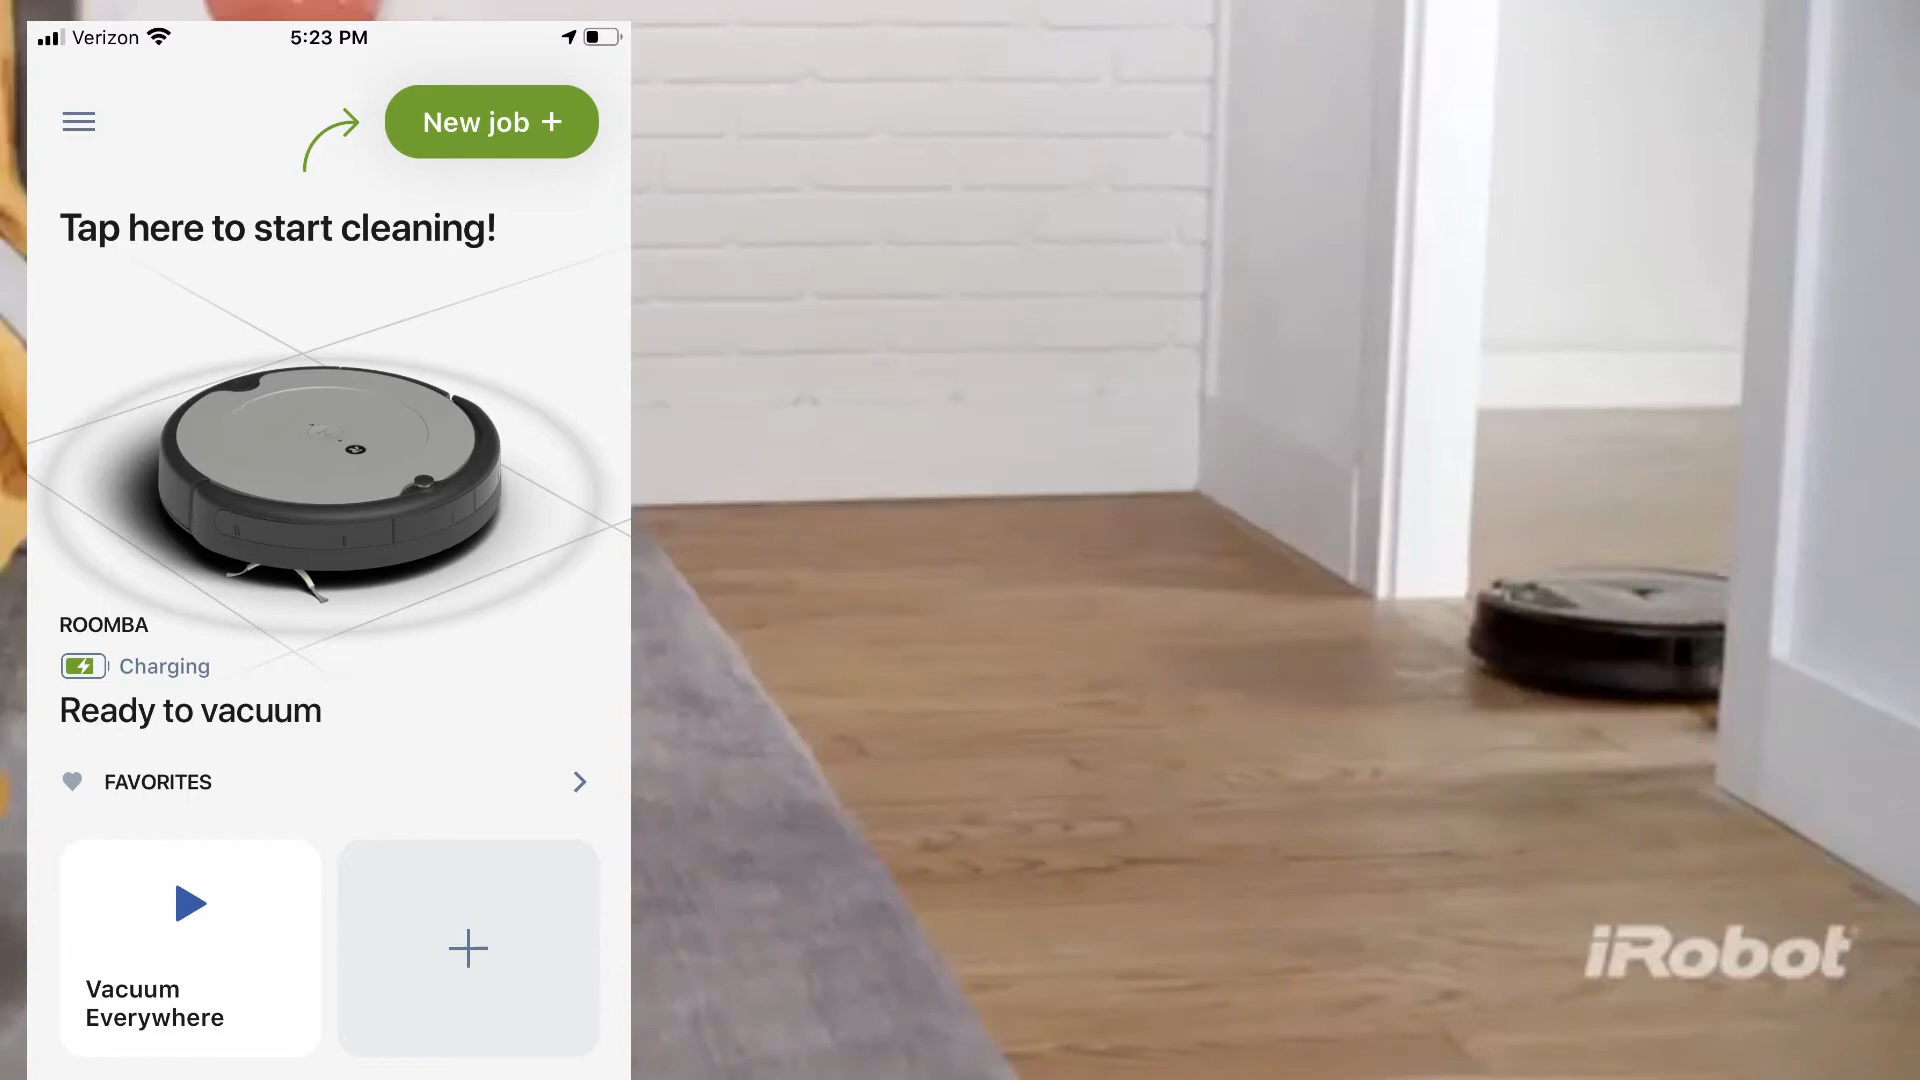 Verizon
5:23 PM
New job +
Tap here to start cleaning!
ROOMBA
Charging
Ready to vacuum
FAVORITES
Vacuum
Everywhere
iRobot